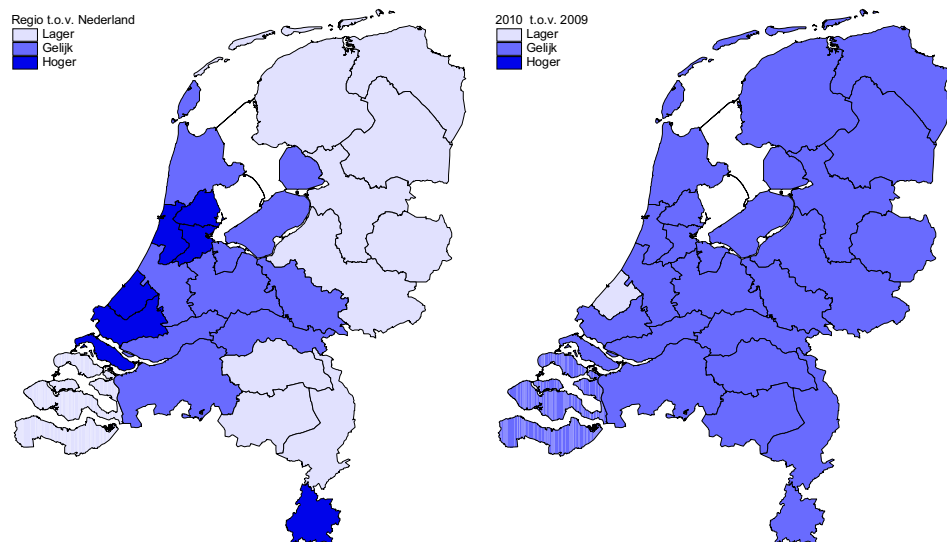 Regio t.o.v. Nederland
Lager
Gelijk
Hoger
2010 t.o.v. 2009
Lager
Gelijk
Hoger